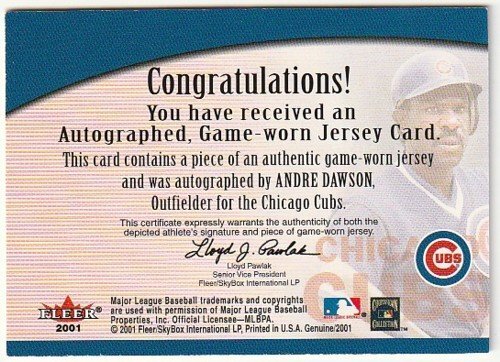 Congratulations!
You have received an
Autographed, Game-worn Jersey Card.
This card contains a piece of an authentic game-worn jersey
and was autographed by ANDRE DAWSON,
Outfielder for the Chicago Cubs.
This certificate expressly warrants the authenticity of both the
depicted athlete's signature and piece of game-worn jersey.
Lloyd J. Pawlak
Lloyd Pawlak
Senior Vice President
Fleer/SkyBox International LP
CHICAGO
CUBS
FLEER
2001
Major League Baseball trademarks and copyrights
are used with permission of Major League Baseball
Properties, Inc. Official Licensee—MLBPA.
© 2001 Fleer/SkyBox International LP, Printed in U.S.A. Genuine/2001